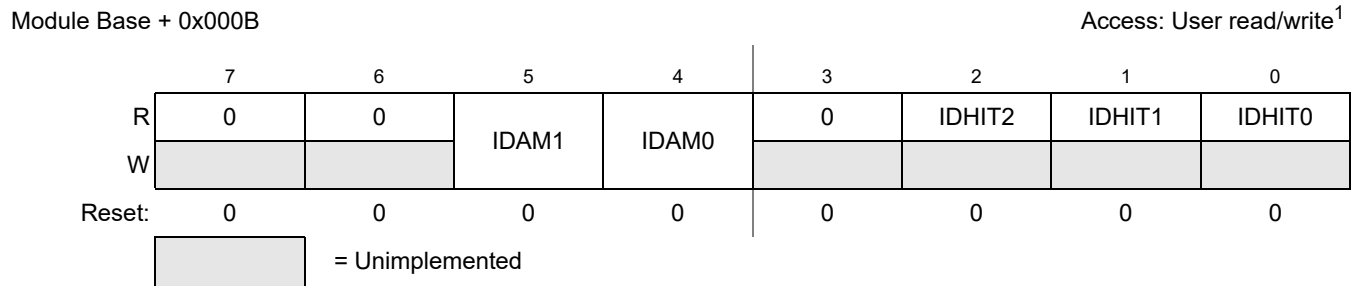 Module Base + 0x000B Access: User read/write1
7 6 5 4 3 2 1 0
R 0 0 IDAM1 IDAM0 0 IDHIT2 IDHIT1 IDHIT0
W
Reset: 0 0 0 0 0 0 0 0
= Unimplemented